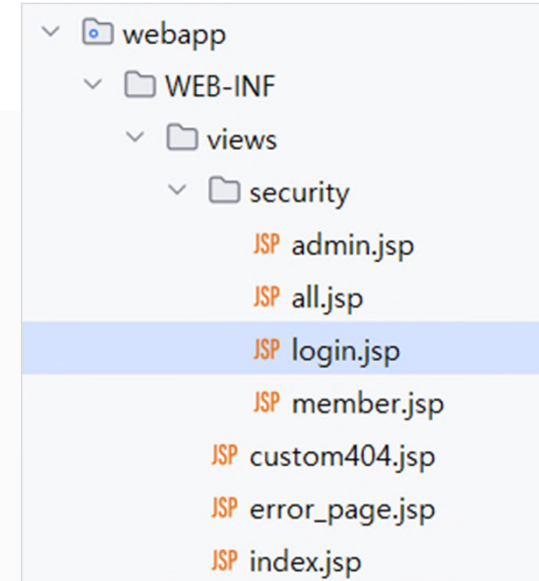 webapp
WEB-INF
views
security
JSP admin.jsp
JSP all.jsp
JSP login.jsp
JSP member.jsp
JSP custom404.jsp
JSP error_page.jsp
JSP index.jsp